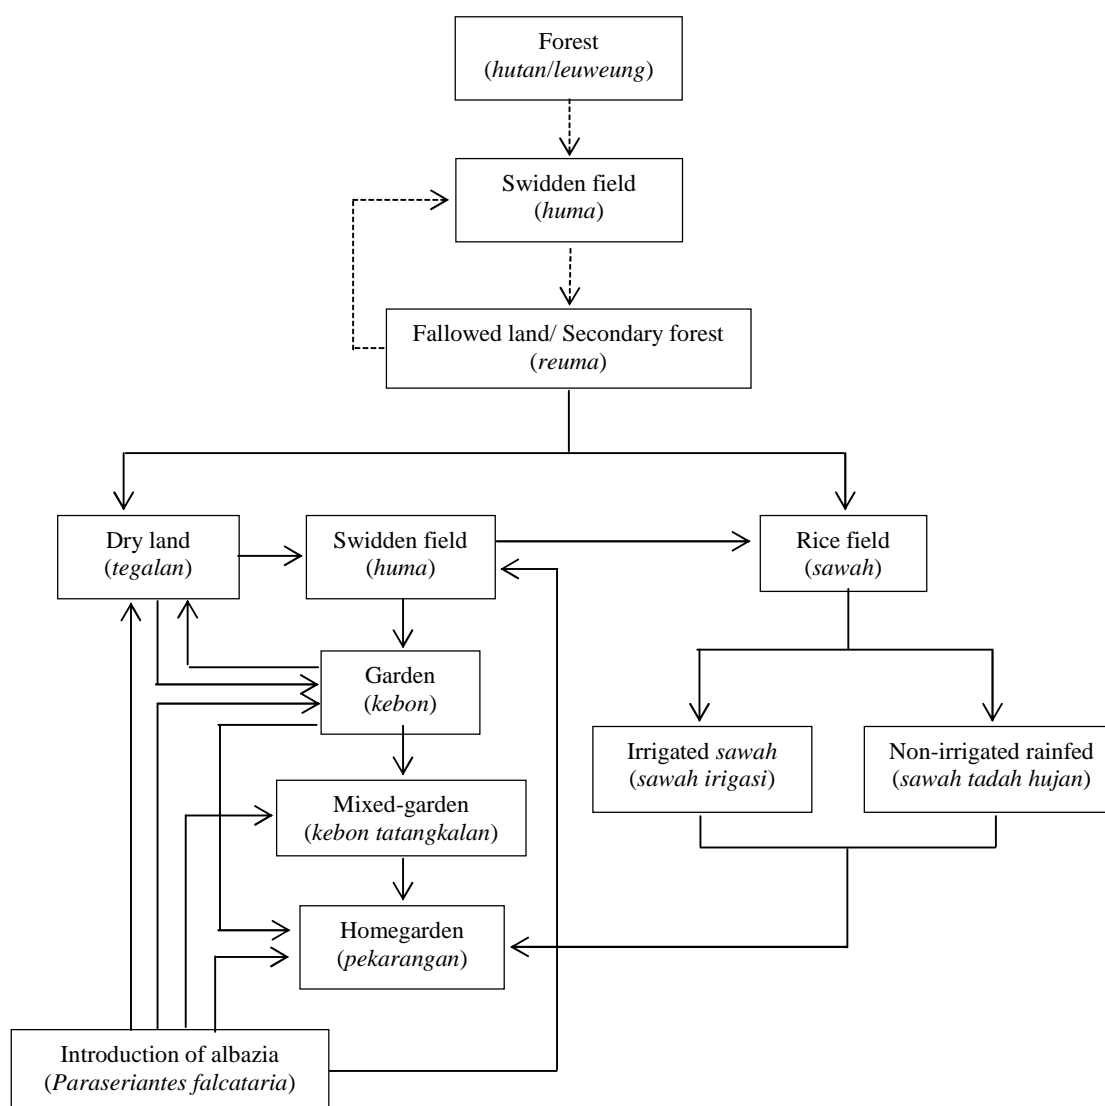 Forest
(hutan/leuweung)
Swidden field
(huma)
Fallowed land/ Secondary forest
(reuma)
Dry land
(tegalan)
Swidden field
(huma)
Rice field
(sawah)
Garden
(kebon)
Irrigated sawah
(sawah irigasi)
Non-irrigated rainfed
(sawah tadah hujan)
Mixed-garden
(kebon tatangkalan)
Homegarden
(pekarangan)
Introduction of albazia
(Paraseriantes falcataria)